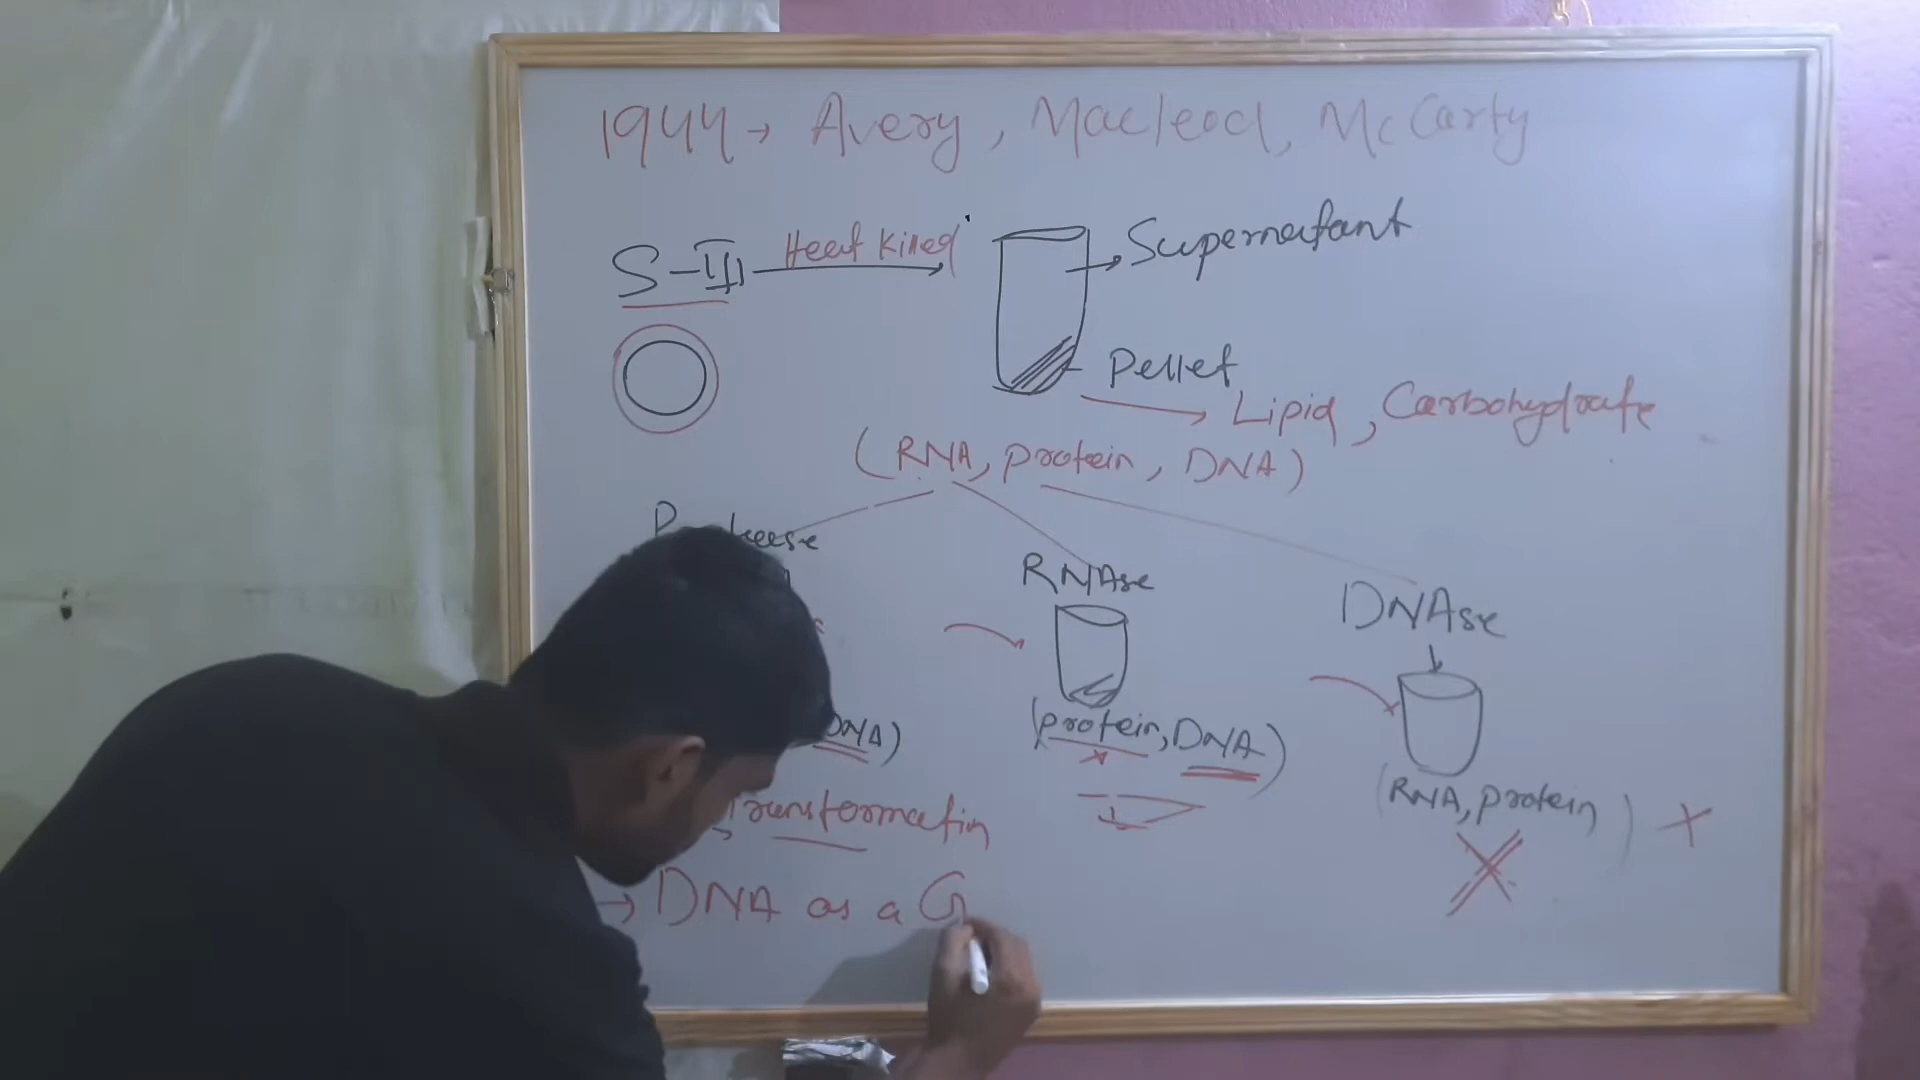 1944 → Avery, Macleod, McCarty
S-III Heat Killed → Supernatant
Pellet
→ Lipid, Carbohydrate
(RNA, protein, DNA)
RNAse
DNAse
DNA)
(protein, DNA)
(RNA, protein) X
→ Transformatin
→ DNA as a G